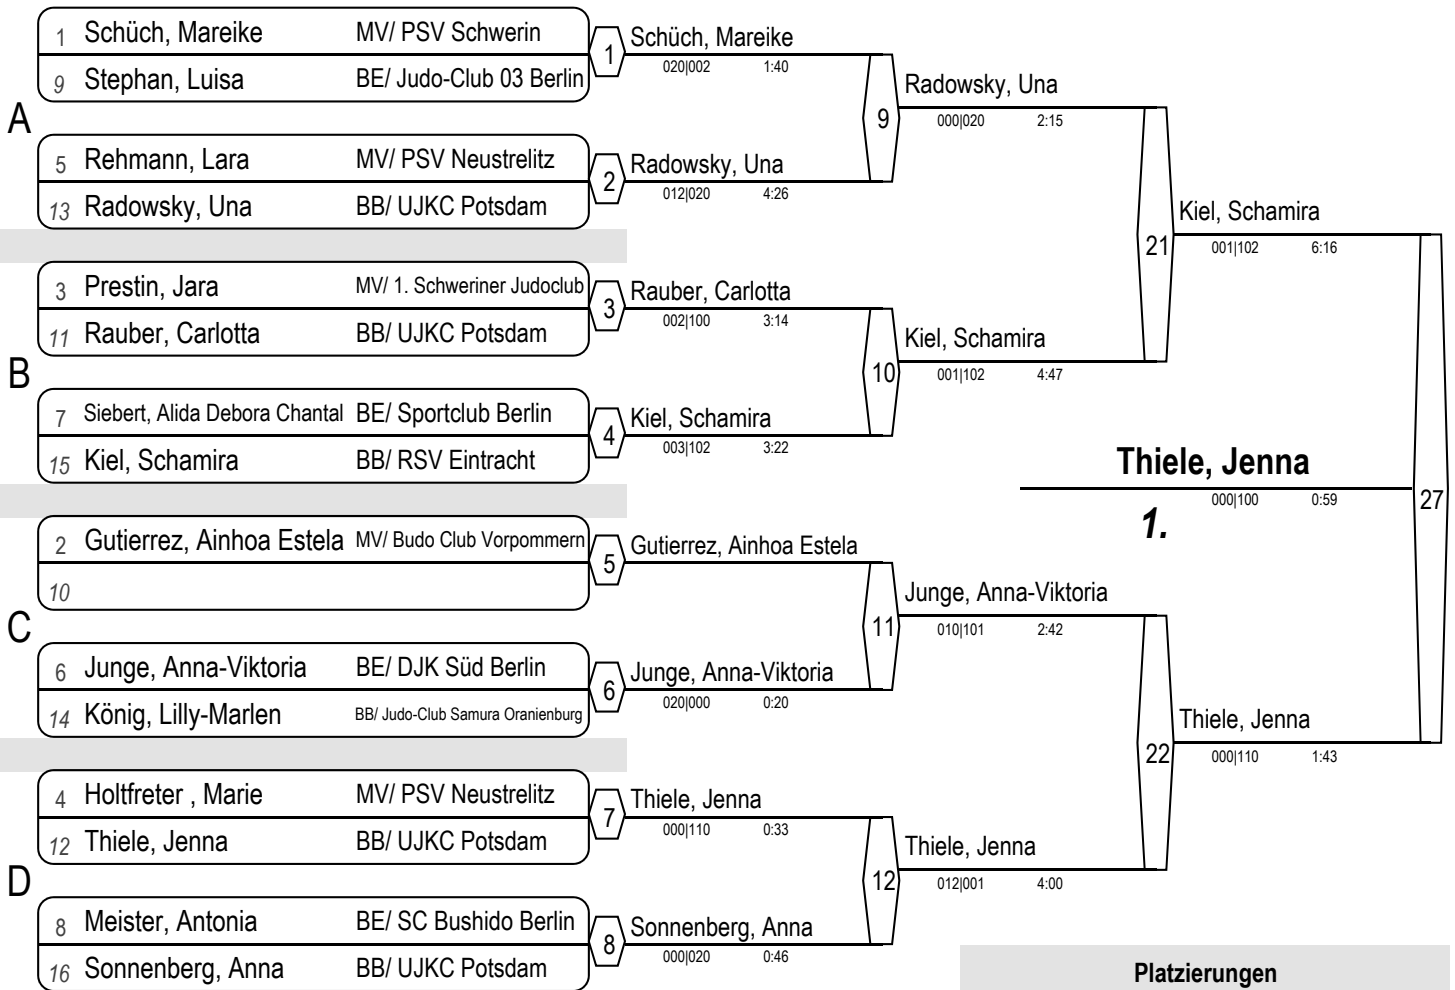 1 Schüch, Mareike MV/ PSV Schwerin
9 Stephan, Luisa BE/ Judo-Club 03 Berlin
1 Schüch, Mareike
020|002 1:40
A
5 Rehmann, Lara MV/ PSV Neustrelitz
13 Radowsky, Una BB/ UJKC Potsdam
2 Radowsky, Una
012|020 4:26
9 Radowsky, Una
000|020 2:15
3 Prestin, Jara MV/ 1. Schweriner Judoclub
11 Rauber, Carlotta BB/ UJKC Potsdam
3 Rauber, Carlotta
002|100 3:14
B
7 Siebert, Alida Debora Chantal BE/ Sportclub Berlin
15 Kiel, Schamira BB/ RSV Eintracht
4 Kiel, Schamira
003|102 3:22
10 Kiel, Schamira
001|102 4:47
21 Kiel, Schamira
001|102 6:16
2 Gutierrez, Ainhoa Estela MV/ Budo Club Vorpommern
10
5 Gutierrez, Ainhoa Estela
C
6 Junge, Anna-Viktoria BE/ DJK Süd Berlin
14 König, Lilly-Marlen BB/ Judo-Club Samura Oranienburg
6 Junge, Anna-Viktoria
020|000 0:20
11 Junge, Anna-Viktoria
010|101 2:42
4 Holtfreter , Marie MV/ PSV Neustrelitz
12 Thiele, Jenna BB/ UJKC Potsdam
7 Thiele, Jenna
000|110 0:33
D
8 Meister, Antonia BE/ SC Bushido Berlin
16 Sonnenberg, Anna BB/ UJKC Potsdam
8 Sonnenberg, Anna
000|020 0:46
12 Thiele, Jenna
012|001 4:00
22 Thiele, Jenna
000|110 1:43
Thiele, Jenna
1. 000|100 0:59 27
Platzierungen